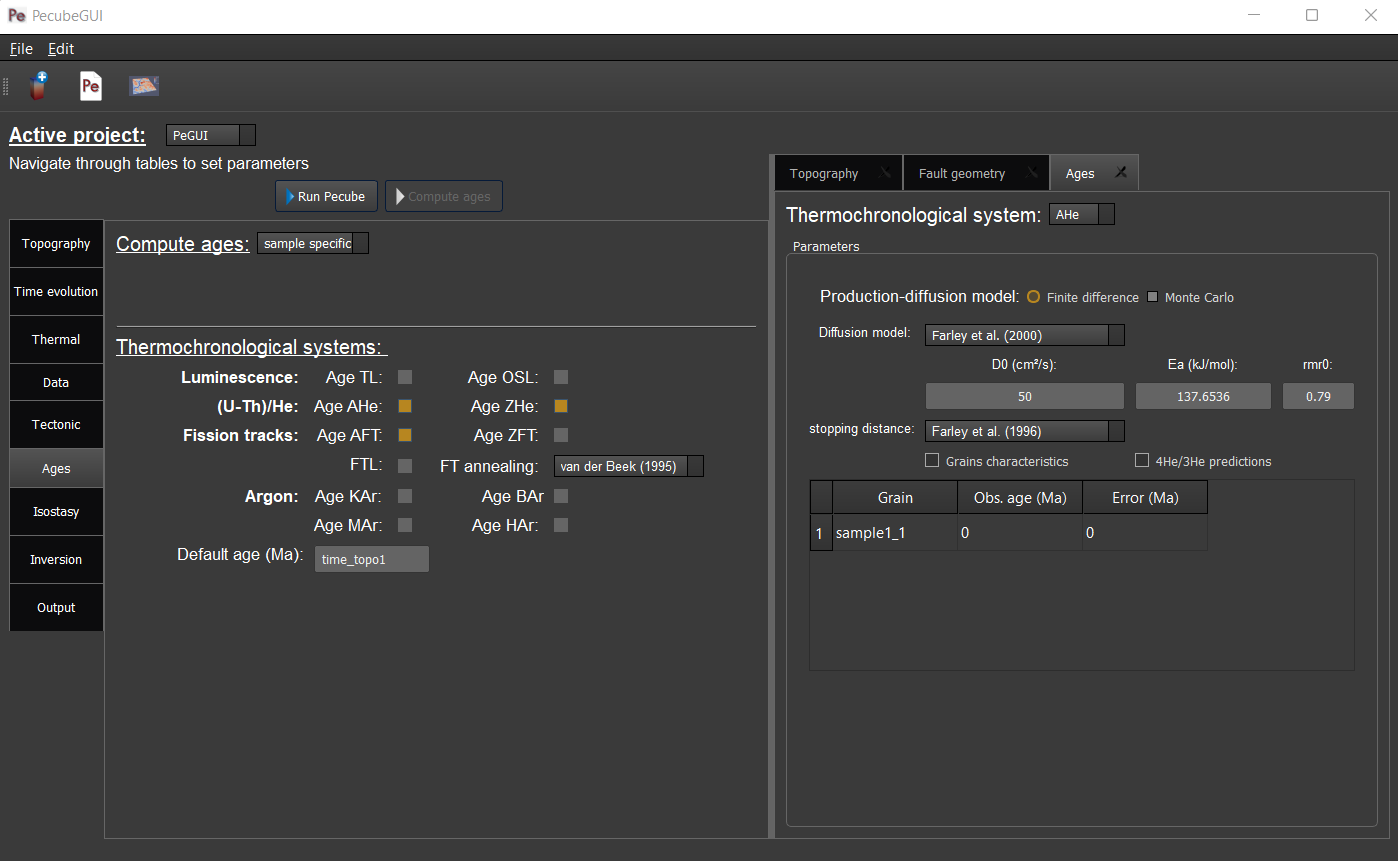 Pe PecubeGUI
File Edit
Pe
Active project: PeGUI
Navigate through tables to set parameters
Run Pecube Compute ages
Topography
Time evolution
Thermal
Data
Tectonic
Ages
Isostasy
Inversion
Output
Compute ages: sample specific
Thermochronological systems:
Luminescence: Age TL: Age OSL:
(U-Th)/He: Age AHe: Age ZHe:
Fission tracks: Age AFT: Age ZFT:
FTL: FT annealing: van der Beek (1995)
Argon: Age KAr: Age BAr
Age MAr: Age HAr:
Default age (Ma): time_topo1
Topography Fault geometry Ages
Thermochronological system: AHe
Parameters
Production-diffusion model: Finite difference Monte Carlo
Diffusion model: Farley et al. (2000)
D0 (cm²/s): Ea (kJ/mol): rmr0:
50 137.6536 0.79
stopping distance: Farley et al. (1996)
Grains characteristics 4He/3He predictions
Grain Obs. age (Ma) Error (Ma)
1 sample1_1 0 0